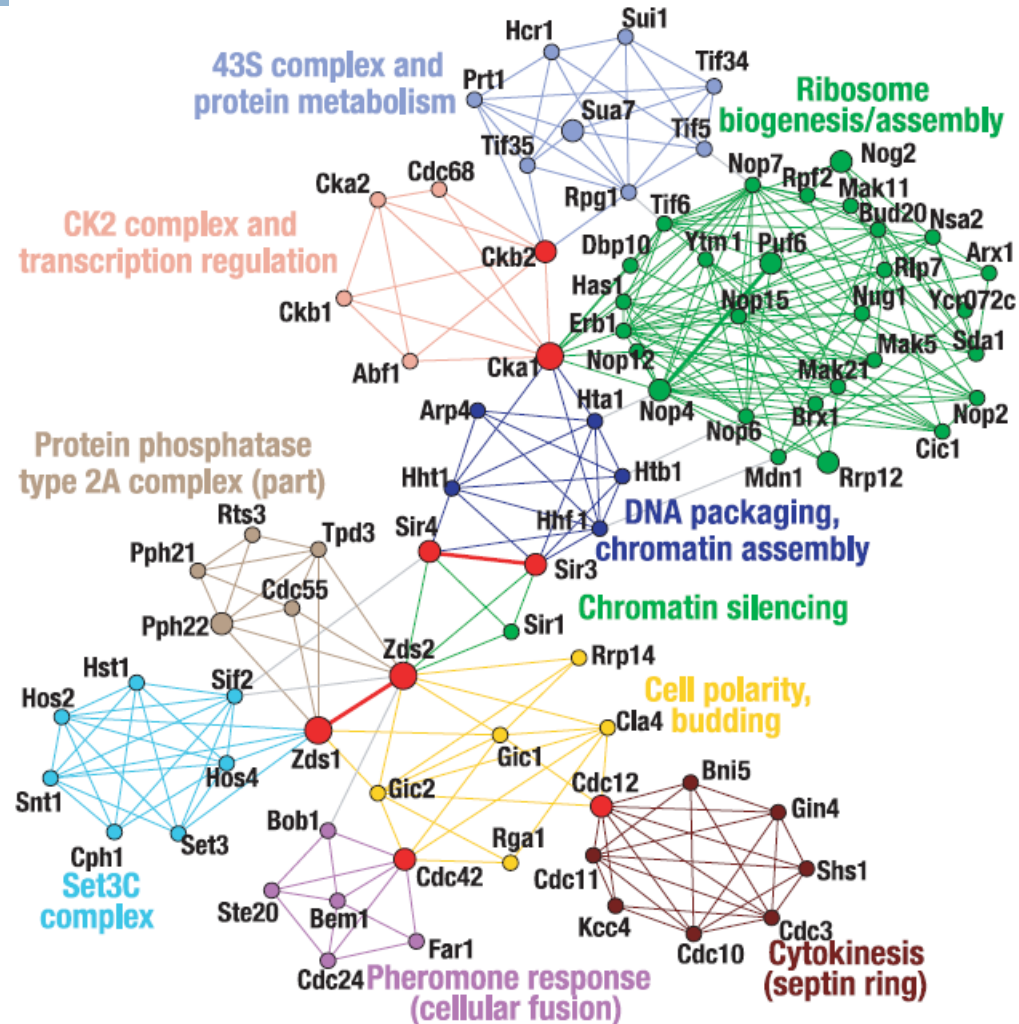 Sui1
Hcr1
43S complex and
protein metabolism
Tif34
Prt1
Sua7
Ribosome
biogenesis/assembly
Tif5
Tif35
Nop7
Nog2
Rpf2
Mak11
Cka2
Cdc68
Rpg1
Tif6
Bud20
Nsa2
CK2 complex and
transcription regulation
Ckb2
Dbp10
Ytm1
Puf6
Arx1
Rlp7
Has1
Nop15
Nug1
Ycr072c
Ckb1
Erb1
Sda1
Mak5
Cka1
Nop12
Mak21
Abf1
Arp4
Hta1
Nop4
Brx1
Nop2
Nop6
Cic1
Protein phosphatase
type 2A complex (part)
Hht1
Htb1
Mdn1
Rrp12
Rts3
Tpd3
Sir4
Hhf1
DNA packaging,
chromatin assembly
Pph21
Sir3
Cdc55
Chromatin silencing
Pph22
Sir1
Zds2
Rrp14
Hst1
Sif2
Hos2
Cell polarity,
budding
Cla4
Zds1
Gic1
Hos4
Snt1
Gic2
Cdc12
Bni5
Gin4
Bob1
Rga1
Cph1
Set3
Set3C
complex
Cdc42
Cdc11
Shs1
Ste20
Bem1
Kcc4
Cdc3
Far1
Cdc10
Cytokinesis
(septin ring)
Cdc24
Pheromone response
(cellular fusion)